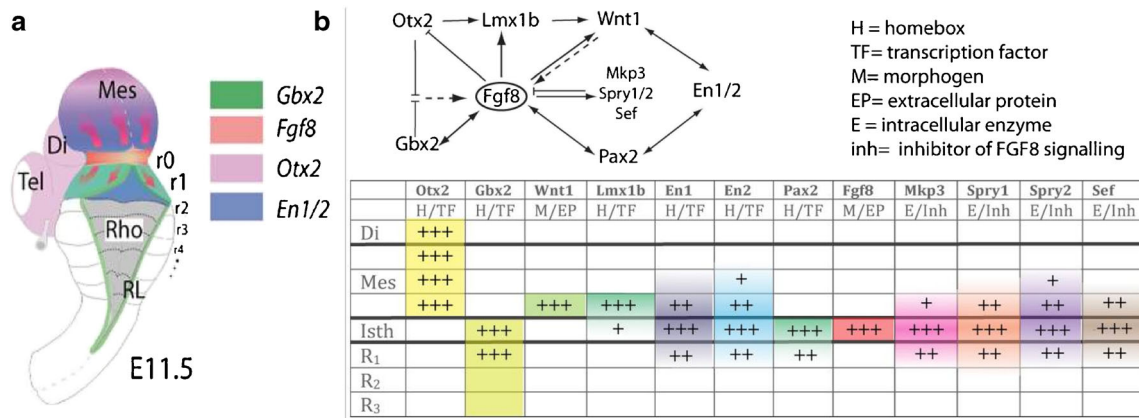 a
Mes
Di
Tel
r0
r1
r2
r3
r4
Rho
RL
E11.5
Gbx2
Fgf8
Otx2
En1/2
b
Otx2 Lmx1b Wnt1
Mkp3
Fgf8 Spry1/2 En1/2
Sef
Gbx2
Pax2
H = homebox
TF= transcription factor
M= morphogen
EP= extracellular protein
E = intracellular enzyme
inh= inhibitor of FGF8 signalling
Otx2 Gbx2 Wnt1 Lmx1b En1 En2 Pax2 Fgf8 Mkp3 Spry1 Spry2 Sef
H/TF H/TF M/EP H/TF H/TF H/TF H/TF M/EP E/Inh E/Inh E/Inh E/Inh
Di +++
+++
Mes +++ + +
+++ +++ +++ ++ ++ + ++ ++ ++
Isth +++ + +++ +++ +++ +++ +++ +++ +++ +++
R1 +++ ++ ++ ++ ++ ++ ++ ++
R2
R3